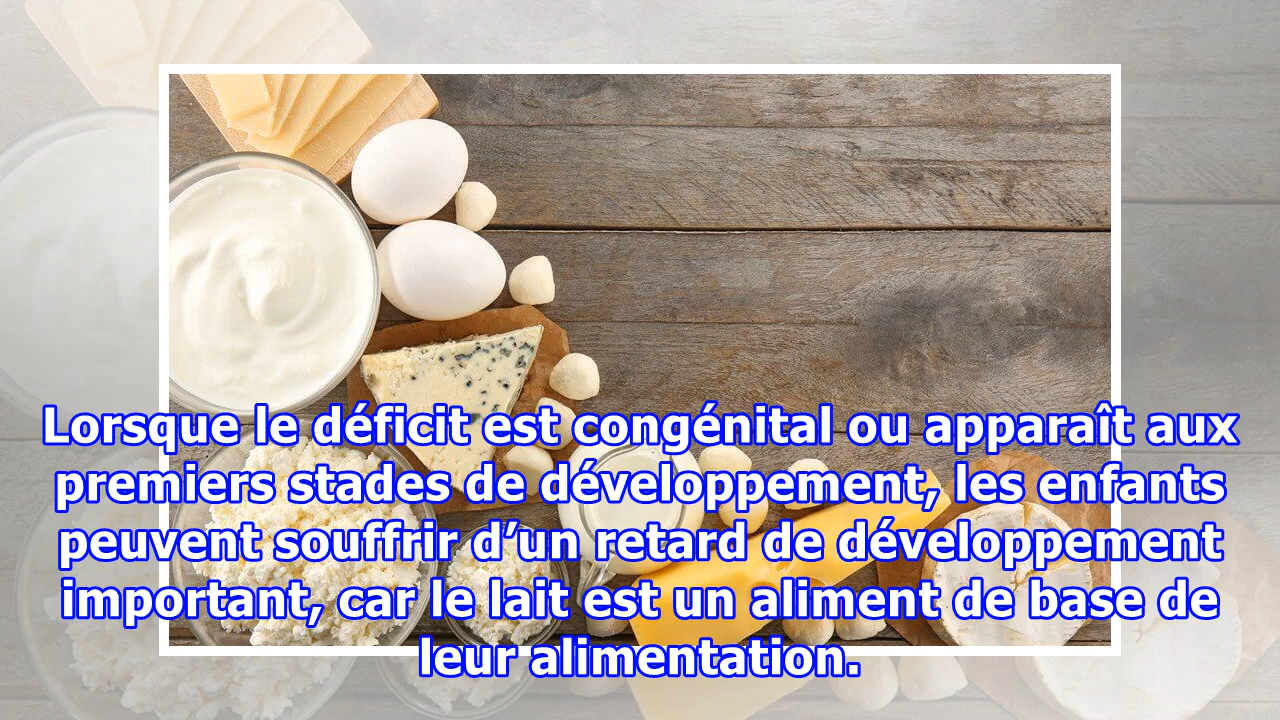 Lorsque le déficit est congénital ou apparaît aux
premiers stades de développement, les enfants
peuvent souffrir d’un retard de développement
important, car le lait est un aliment de base de
leur alimentation.